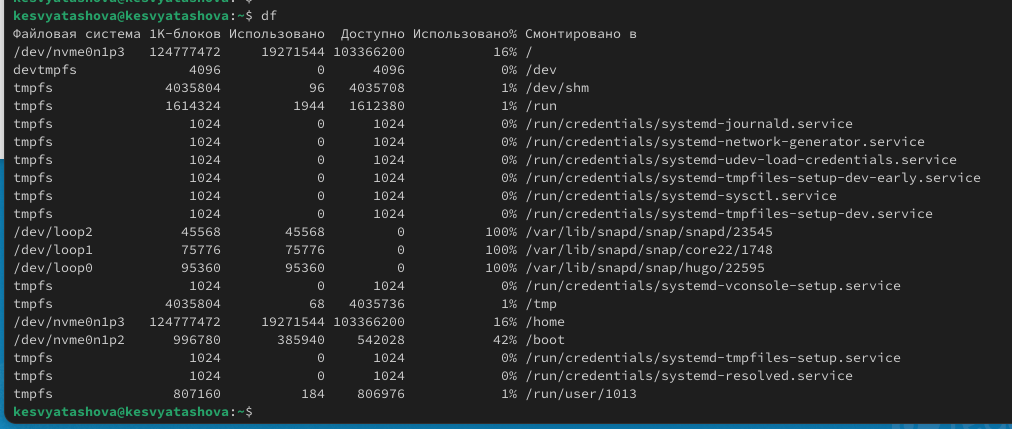 kesvyatashova@kesvyatashova:~$ df
Файловая система 1K-блоков Использовано  Доступно Использовано% Смонтировано в
/dev/nvme0n1p3   124777472     19271544 103366200           16% /
devtmpfs              4096            0      4096            0% /dev
tmpfs              4035804           96   4035708            1% /dev/shm
tmpfs              1614324         1944   1612380            1% /run
tmpfs                 1024            0      1024            0% /run/credentials/systemd-journald.service
tmpfs                 1024            0      1024            0% /run/credentials/systemd-network-generator.service
tmpfs                 1024            0      1024            0% /run/credentials/systemd-udev-load-credentials.service
tmpfs                 1024            0      1024            0% /run/credentials/systemd-tmpfiles-setup-dev-early.service
tmpfs                 1024            0      1024            0% /run/credentials/systemd-sysctl.service
tmpfs                 1024            0      1024            0% /run/credentials/systemd-tmpfiles-setup-dev.service
/dev/loop2           45568        45568         0          100% /var/lib/snapd/snap/snapd/23545
/dev/loop1           75776        75776         0          100% /var/lib/snapd/snap/core22/1748
/dev/loop0           95360        95360         0          100% /var/lib/snapd/snap/hugo/22595
tmpfs                 1024            0      1024            0% /run/credentials/systemd-vconsole-setup.service
tmpfs              4035804           68   4035736            1% /tmp
/dev/nvme0n1p3   124777472     19271544 103366200           16% /home
/dev/nvme0n1p2      996780       385940    542028           42% /boot
tmpfs                 1024            0      1024            0% /run/credentials/systemd-tmpfiles-setup.service
tmpfs                 1024            0      1024            0% /run/credentials/systemd-resolved.service
tmpfs               807160          184    806976            1% /run/user/1013
kesvyatashova@kesvyatashova:~$